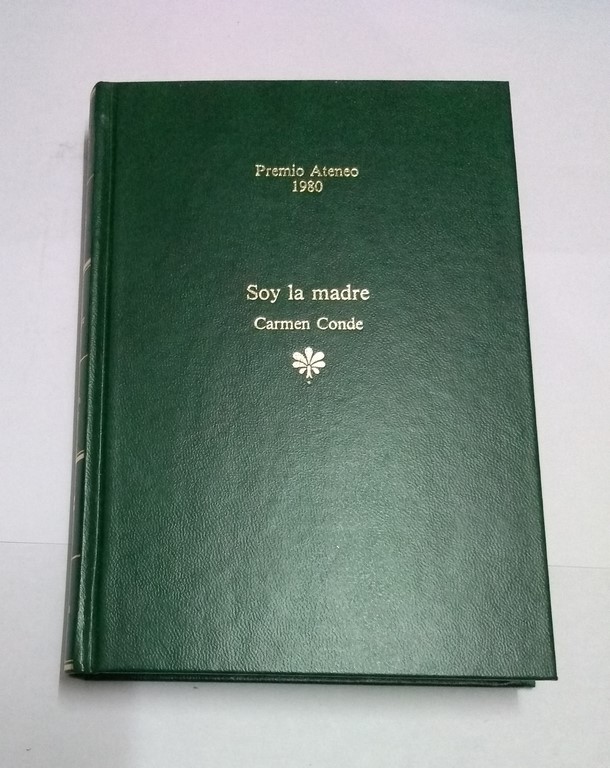 Premio Ateneo
1980
Soy la madre
Carmen Conde